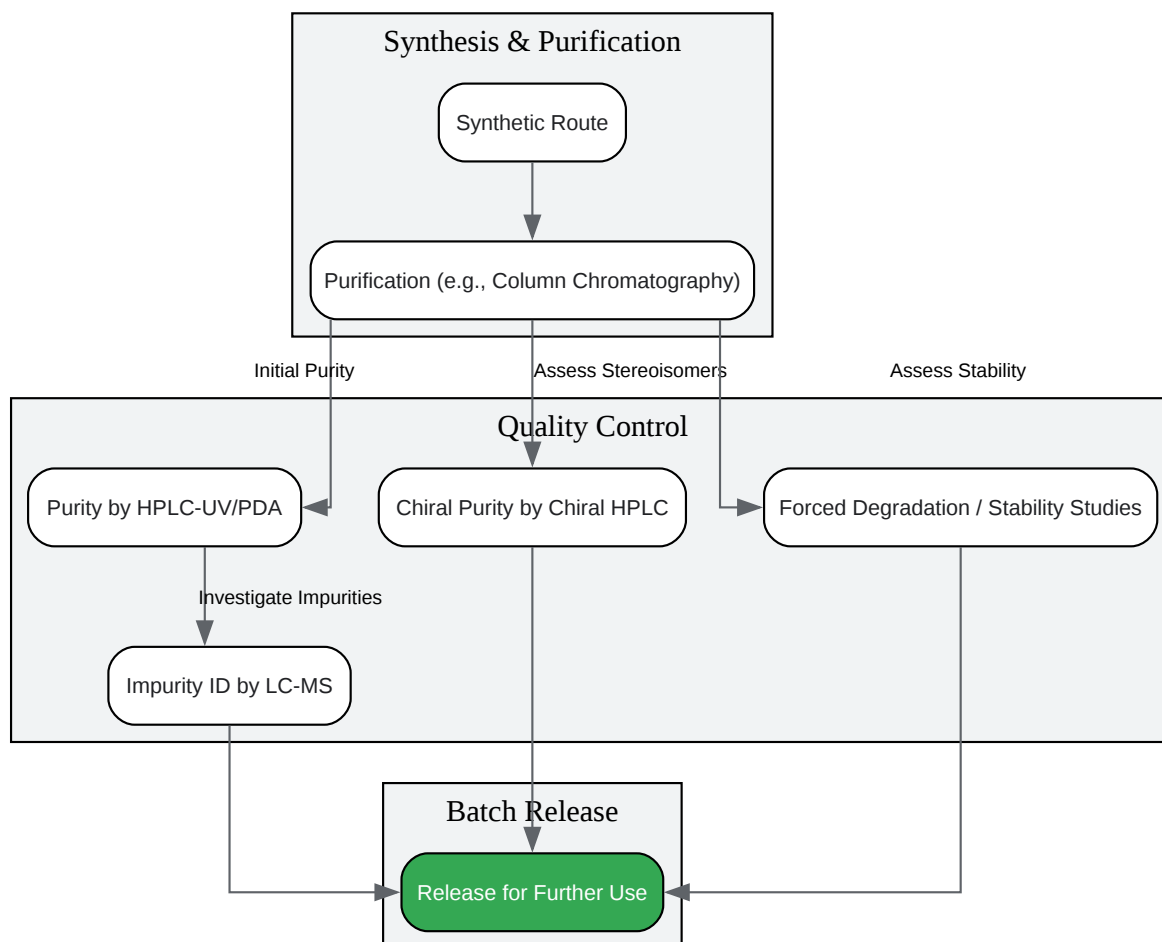 Synthesis & Purification
Synthetic Route
Purification (e.g., Column Chromatography)
Initial Purity
Assess Stereoisomers
Assess Stability
Quality Control
Purity by HPLC-UV/PDA
Chiral Purity by Chiral HPLC
Forced Degradation / Stability Studies
Investigate Impurities
Impurity ID by LC-MS
Batch Release
Release for Further Use